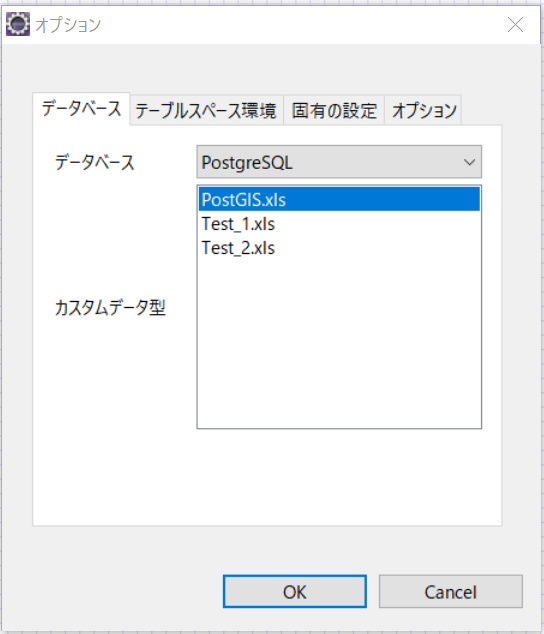 オプション
データベース テーブルスペース環境 固有の設定 オプション
データベース PostgreSQL
PostGIS.xls
Test_1.xls
Test_2.xls
カスタムデータ型
OK Cancel